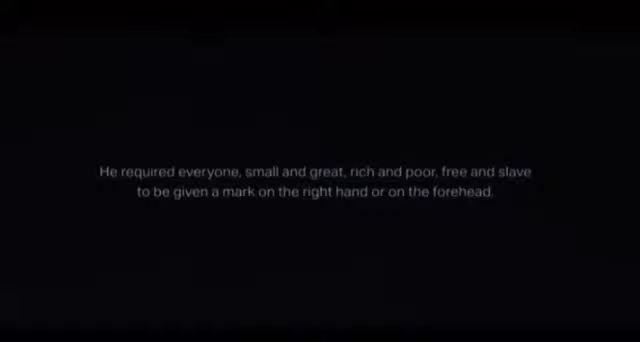 He required everyone, small and great, rich and poor, free and slave
to be given a mark on the right hand or on the forehead.